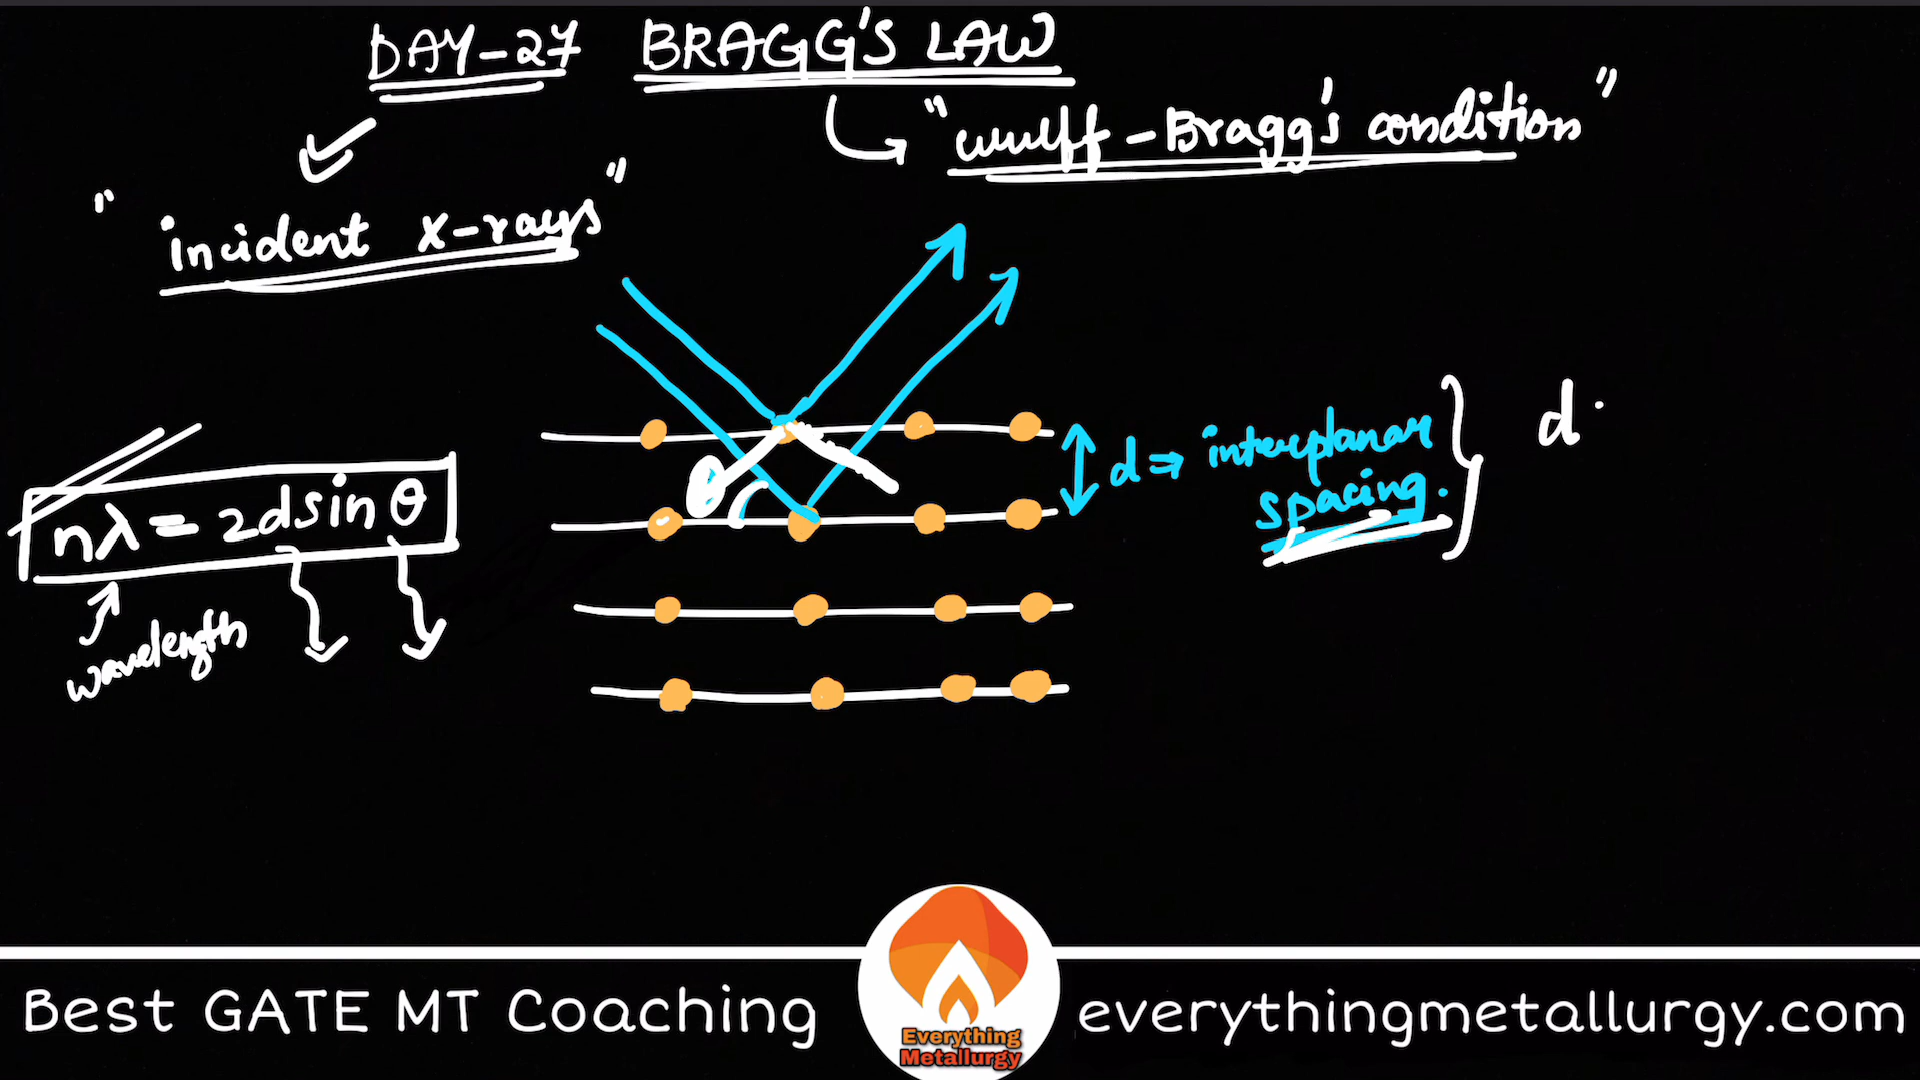 DAY-27 BRAGG'S LAW
"wulff-Bragg's condition"
"incident x-rays"
d ⇒ interplanar
spacing.
d.
θ
nλ = 2dsinθ
wavelength
Best GATE MT Coaching
Everything
Metallurgy
everythingmetallurgy.com